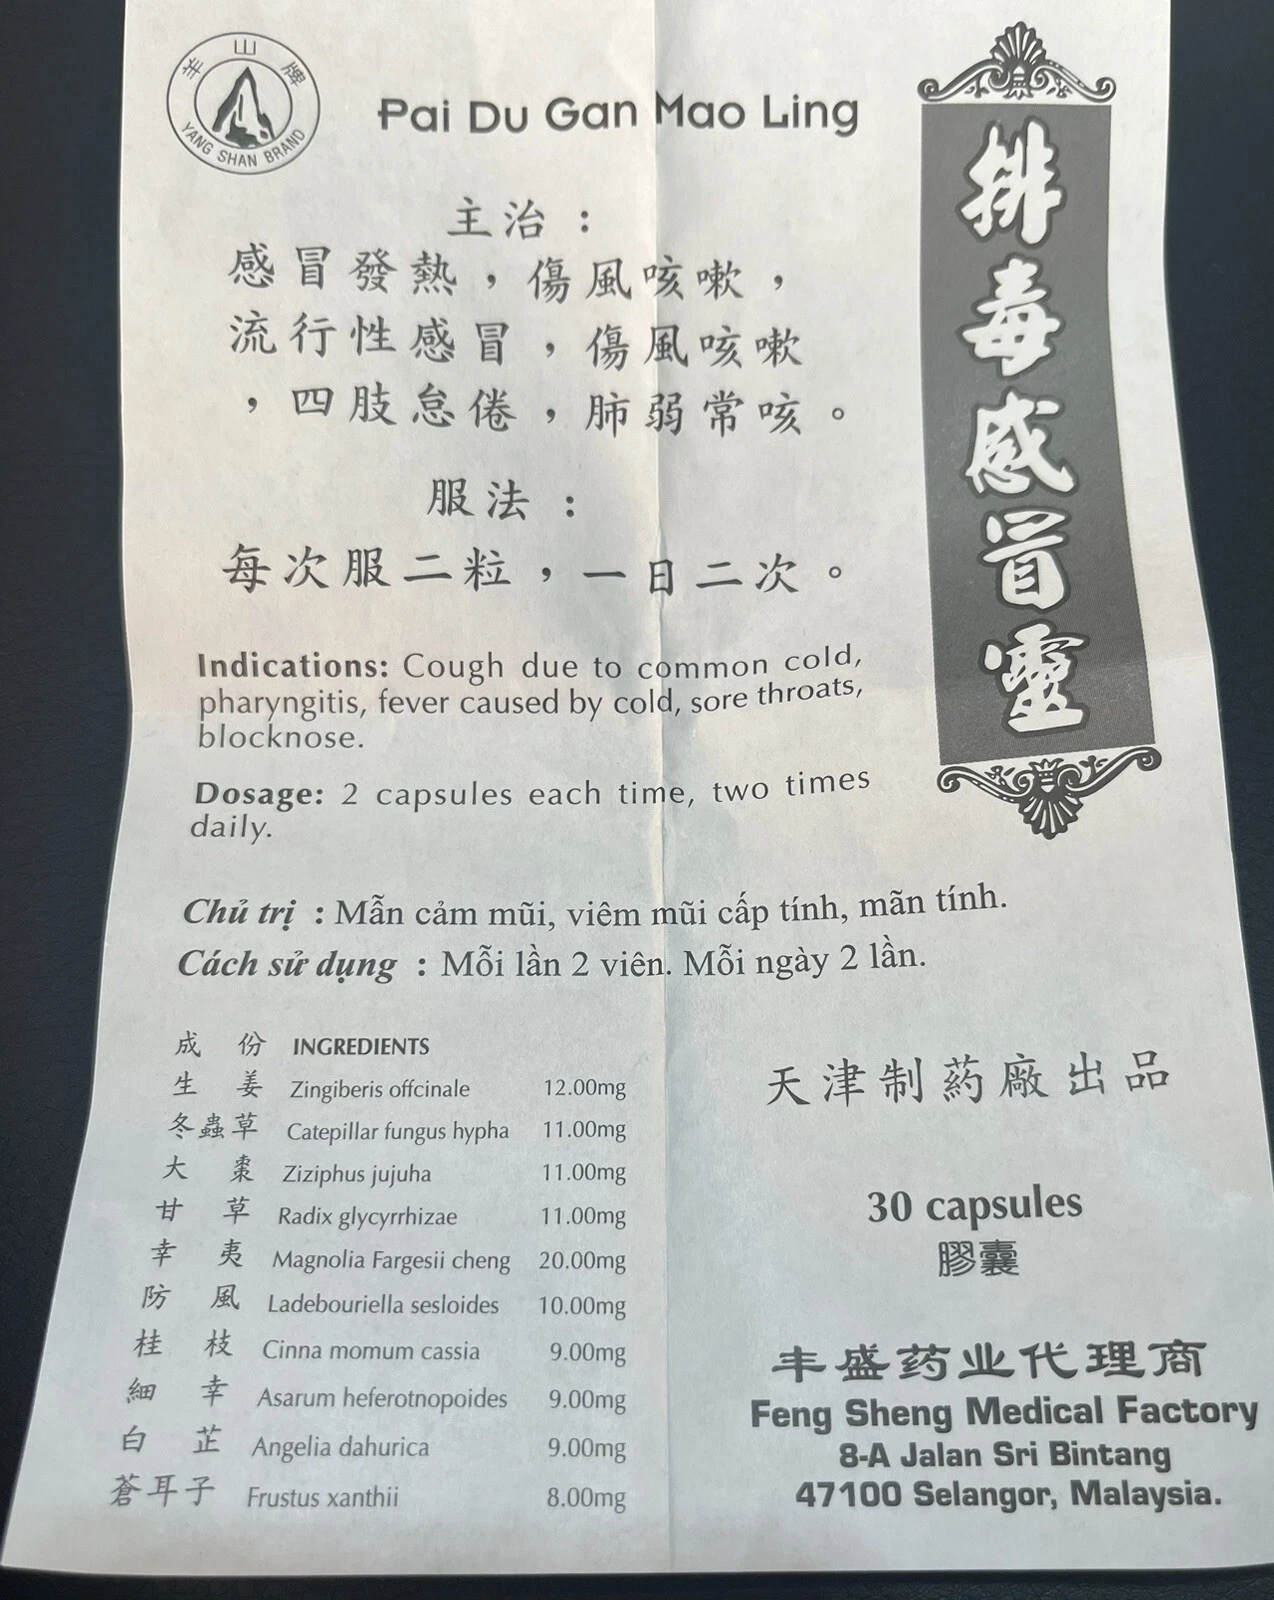 羊山牌
YANG SHAN BRAND
Pai Du Gan Mao Ling
排毒感冒靈
主治：
感冒發熱，傷風咳嗽，
流行性感冒，傷風咳嗽
，四肢怠倦，肺弱常咳。
服法：
每次服二粒，一日二次。
Indications: Cough due to common cold,
pharyngitis, fever caused by cold, sore throats,
blocknose.
Dosage: 2 capsules each time, two times
daily.
Chủ trị : Mẫn cảm mũi, viêm mũi cấp tính, mãn tính.
Cách sử dụng : Mỗi lần 2 viên. Mỗi ngày 2 lần.
成份 INGREDIENTS
生姜 Zingiberis offcinale 12.00mg
冬蟲草 Catepillar fungus hypha 11.00mg
大棗 Ziziphus jujuha 11.00mg
甘草 Radix glycyrrhizae 11.00mg
幸夷 Magnolia Fargesii cheng 20.00mg
防風 Ladebouriella sesloides 10.00mg
桂枝 Cinna momum cassia 9.00mg
細幸 Asarum heferotnopoides 9.00mg
白芷 Angelia dahurica 9.00mg
蒼耳子 Frustus xanthii 8.00mg
天津制药廠出品
30 capsules
膠囊
丰盛药业代理商
Feng Sheng Medical Factory
8-A Jalan Sri Bintang
47100 Selangor, Malaysia.